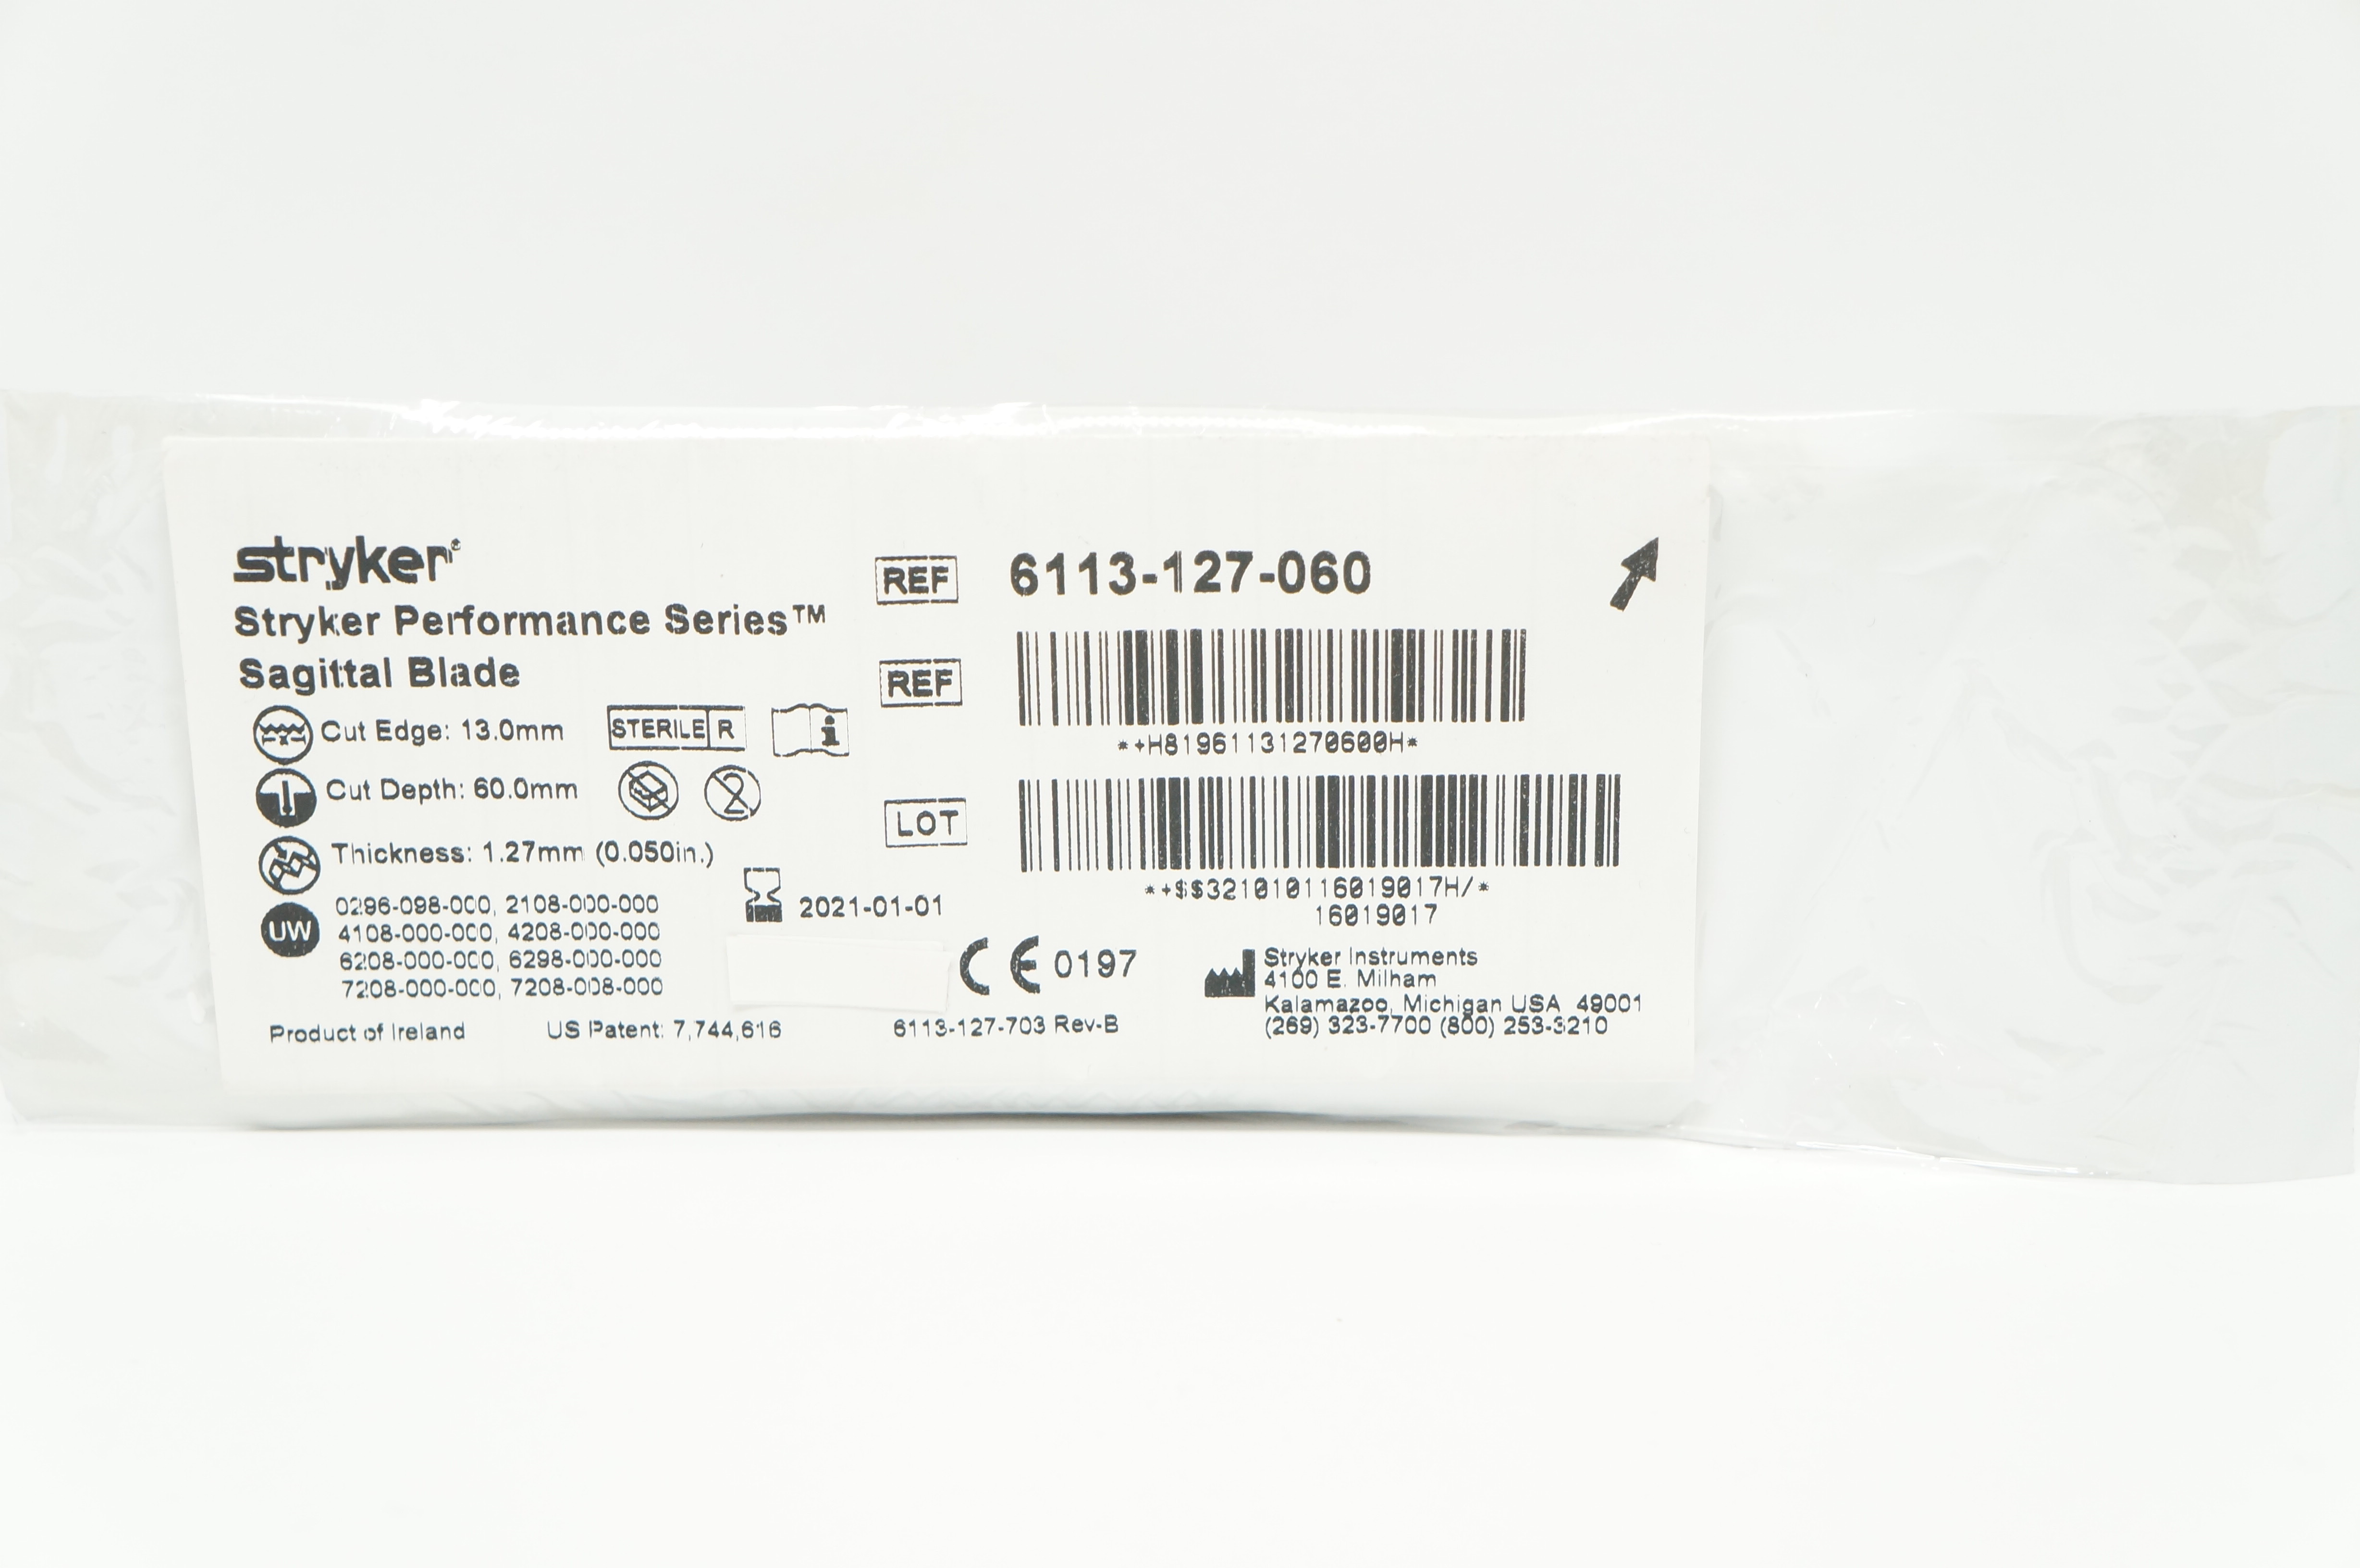 stryker®
Stryker Performance Series™
Sagittal Blade
Cut Edge: 13.0mm
STERILE R
i
Cut Depth: 60.0mm
2
Thickness: 1.27mm (0.050in.)
UW
0296-098-000, 2108-000-000
4108-000-000, 4208-000-000
6208-000-000, 6298-000-000
7208-000-000, 7208-008-000
2021-01-01
Product of Ireland
US Patent: 7,744,616
REF
6113-127-060
REF
*+H81961131270600H*
LOT
*+$$321010116019017H/*
16019017
CE 0197
6113-127-703 Rev-B
Stryker Instruments
4100 E. Milham
Kalamazoo, Michigan USA 49001
(269) 323-7700 (800) 253-3210